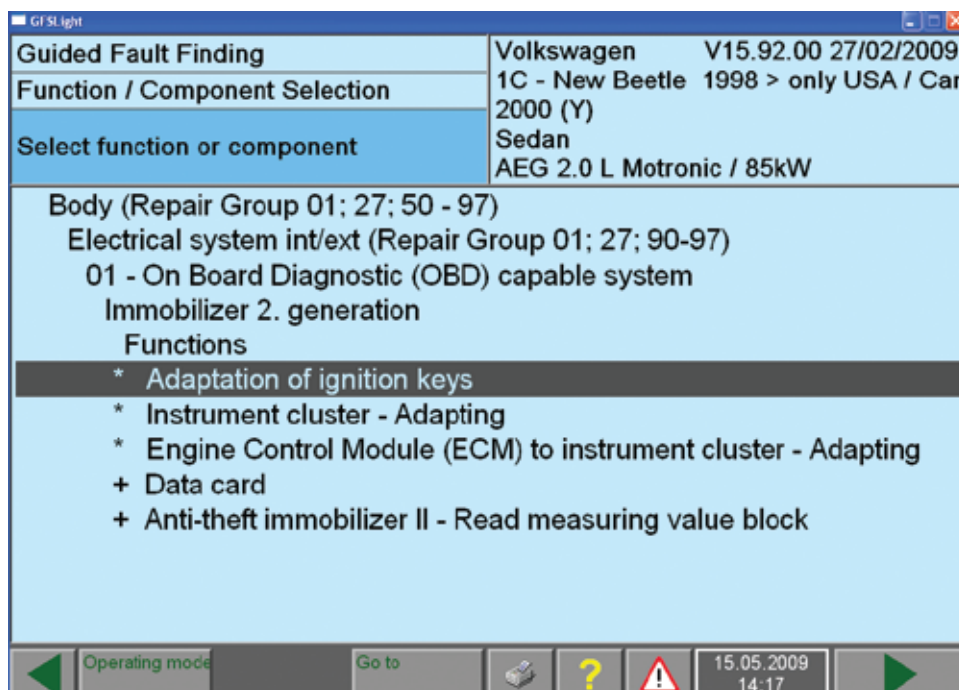 GFSLight
Guided Fault Finding
Function / Component Selection
Select function or component
Volkswagen V15.92.00 27/02/2009
1C - New Beetle 1998 > only USA / Car
2000 (Y)
Sedan
AEG 2.0 L Motronic / 85kW
Body (Repair Group 01; 27; 50 - 97)
Electrical system int/ext (Repair Group 01; 27; 90-97)
01 - On Board Diagnostic (OBD) capable system
Immobilizer 2. generation
Functions
* Adaptation of ignition keys
* Instrument cluster - Adapting
* Engine Control Module (ECM) to instrument cluster - Adapting
+ Data card
+ Anti-theft immobilizer II - Read measuring value block
Operating mode
Go to
?
!
15.05.2009
14:17